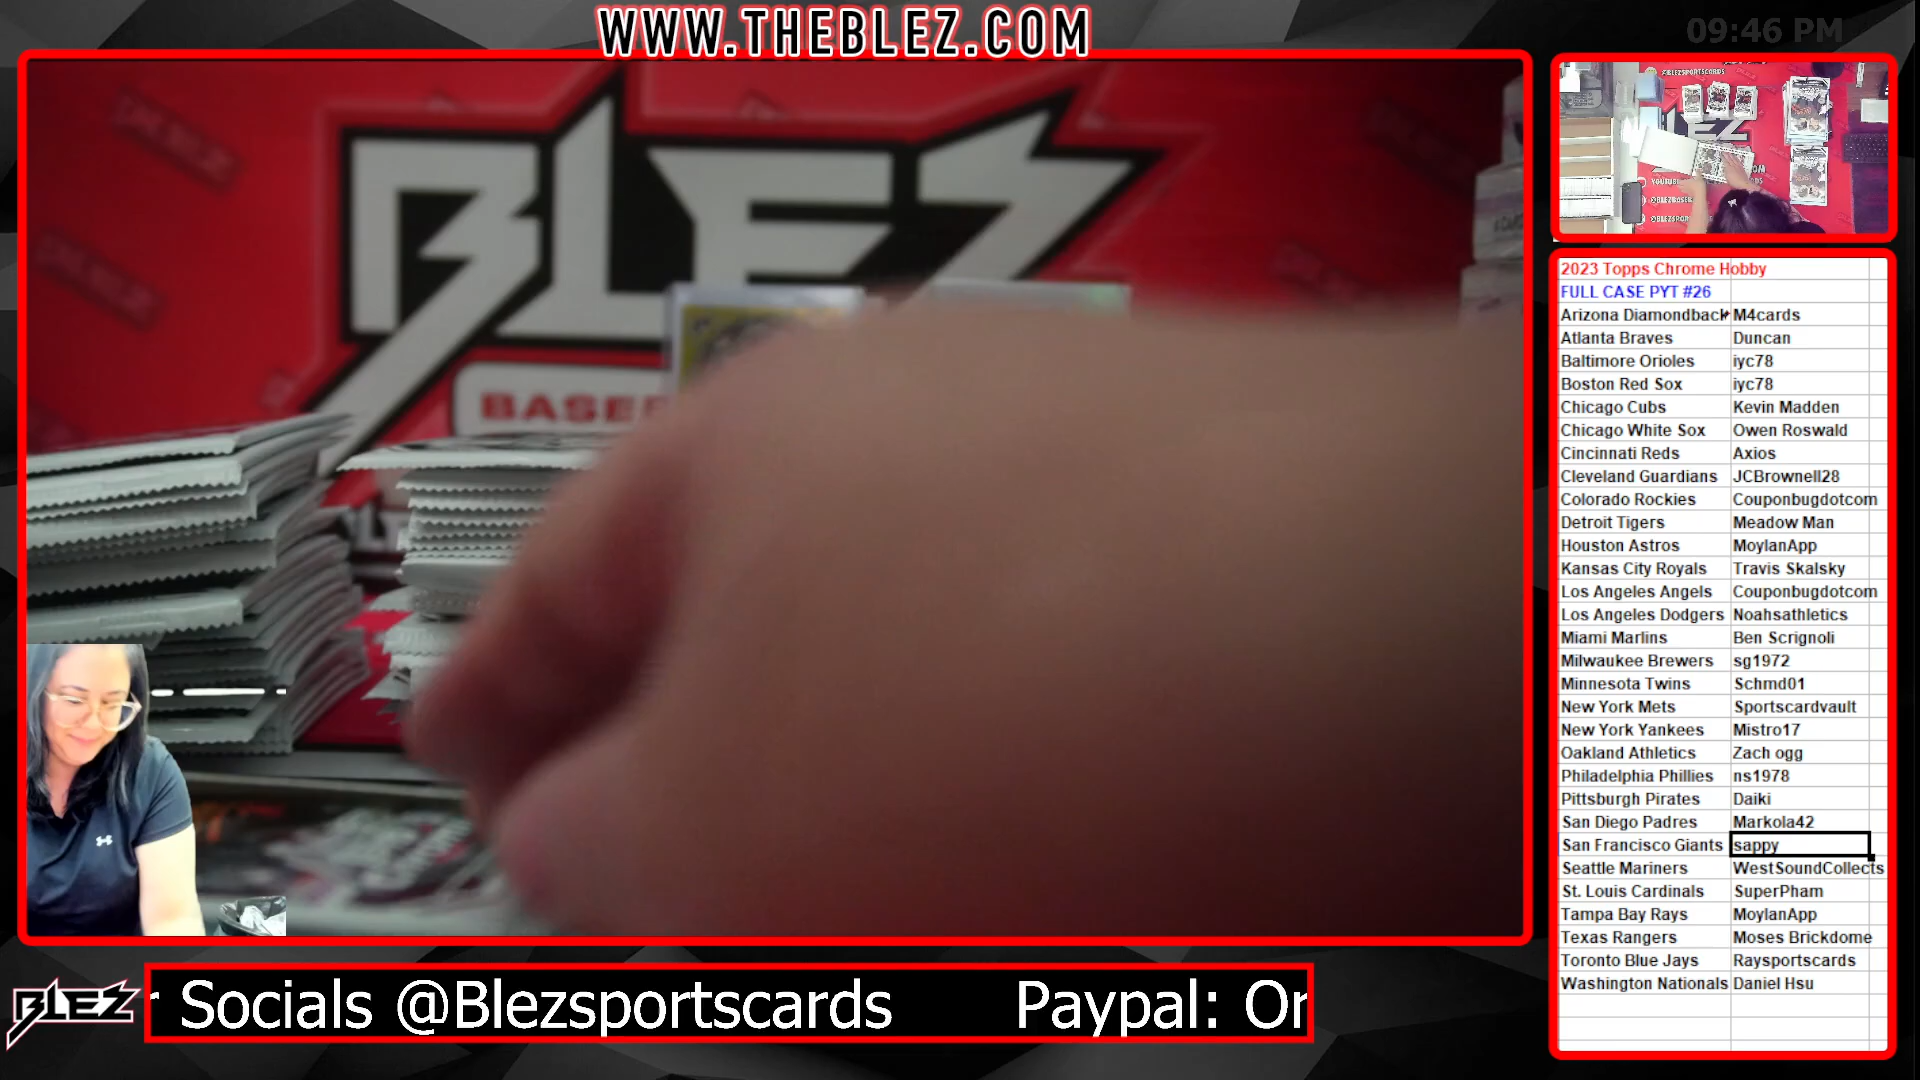 WWW.THEBLEZ.COM
09:46 PM
BLEZ
BASE
@BLEZSPORTSCARDS
2023 Topps Chrome Hobby
FULL CASE PYT #26
Arizona Diamondback M4cards
Atlanta Braves Duncan
Baltimore Orioles iyc78
Boston Red Sox iyc78
Chicago Cubs Kevin Madden
Chicago White Sox Owen Roswald
Cincinnati Reds Axios
Cleveland Guardians JCBrownell28
Colorado Rockies Couponbugdotcom
Detroit Tigers Meadow Man
Houston Astros MoylanApp
Kansas City Royals Travis Skalsky
Los Angeles Angels Couponbugdotcom
Los Angeles Dodgers Noahsathletics
Miami Marlins Ben Scrignoli
Milwaukee Brewers sg1972
Minnesota Twins Schmd01
New York Mets Sportscardvault
New York Yankees Mistro17
Oakland Athletics Zach ogg
Philadelphia Phillies ns1978
Pittsburgh Pirates Daiki
San Diego Padres Markola42
San Francisco Giants sappy
Seattle Mariners WestSoundCollects
St. Louis Cardinals SuperPham
Tampa Bay Rays MoylanApp
Texas Rangers Moses Brickdome
Toronto Blue Jays Raysportscards
Washington Nationals Daniel Hsu
BLEZ
r Socials @Blezsportscards Paypal: Or